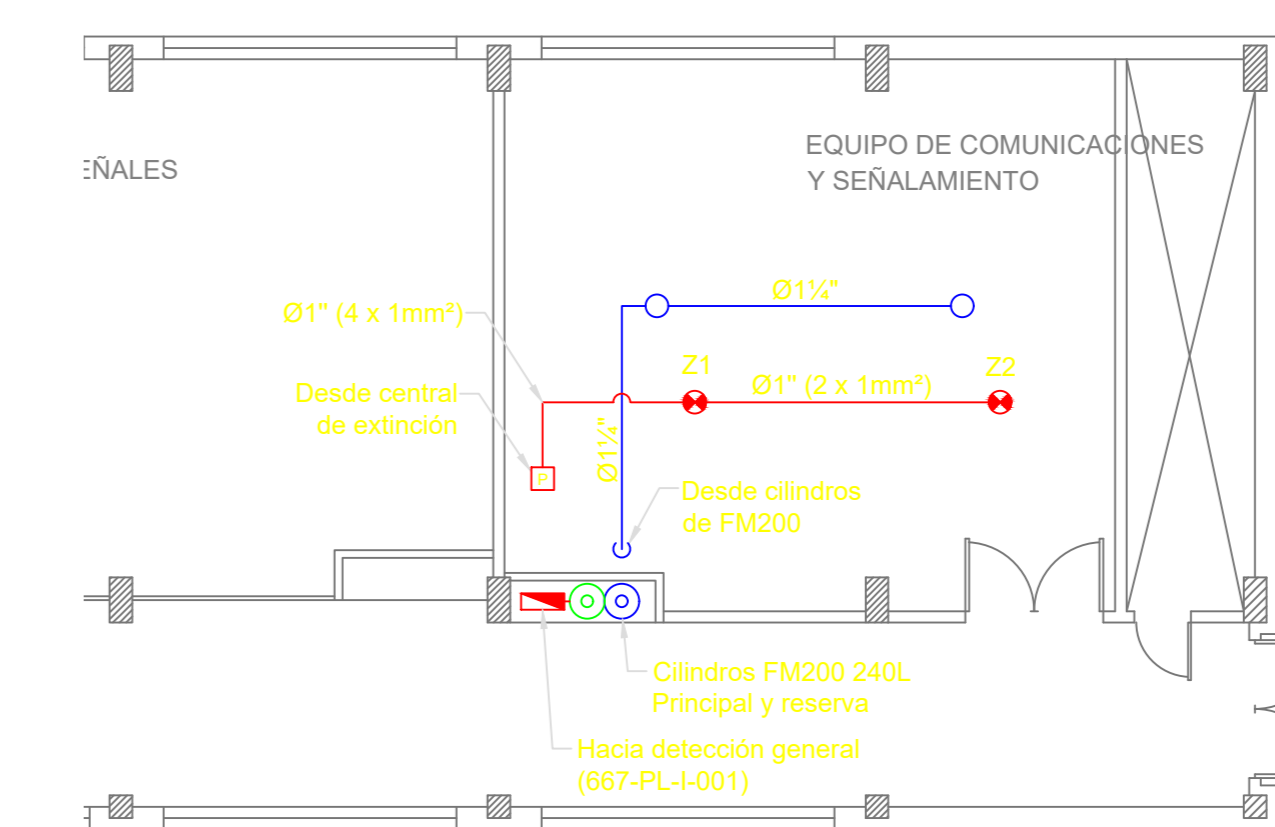 EQUIPO DE COMUNICACIONES
Y SEÑALAMIENTO
EÑALES
Ø1¼"
Ø1" (4 x 1mm²)
Z1
Z2
Ø1" (2 x 1mm²)
Desde central
de extinción
Ø1¼"
P
Desde cilindros
de FM200
Cilindros FM200 240L
Principal y reserva
Hacia detección general
(667-PL-I-001)